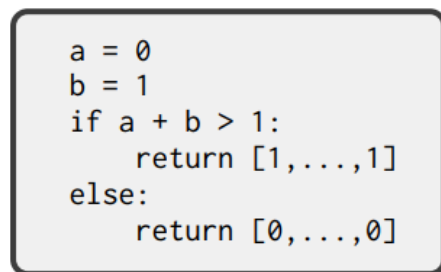 a = 0
b = 1
if a + b > 1:
    return [1,...,1]
else:
    return [0,...,0]